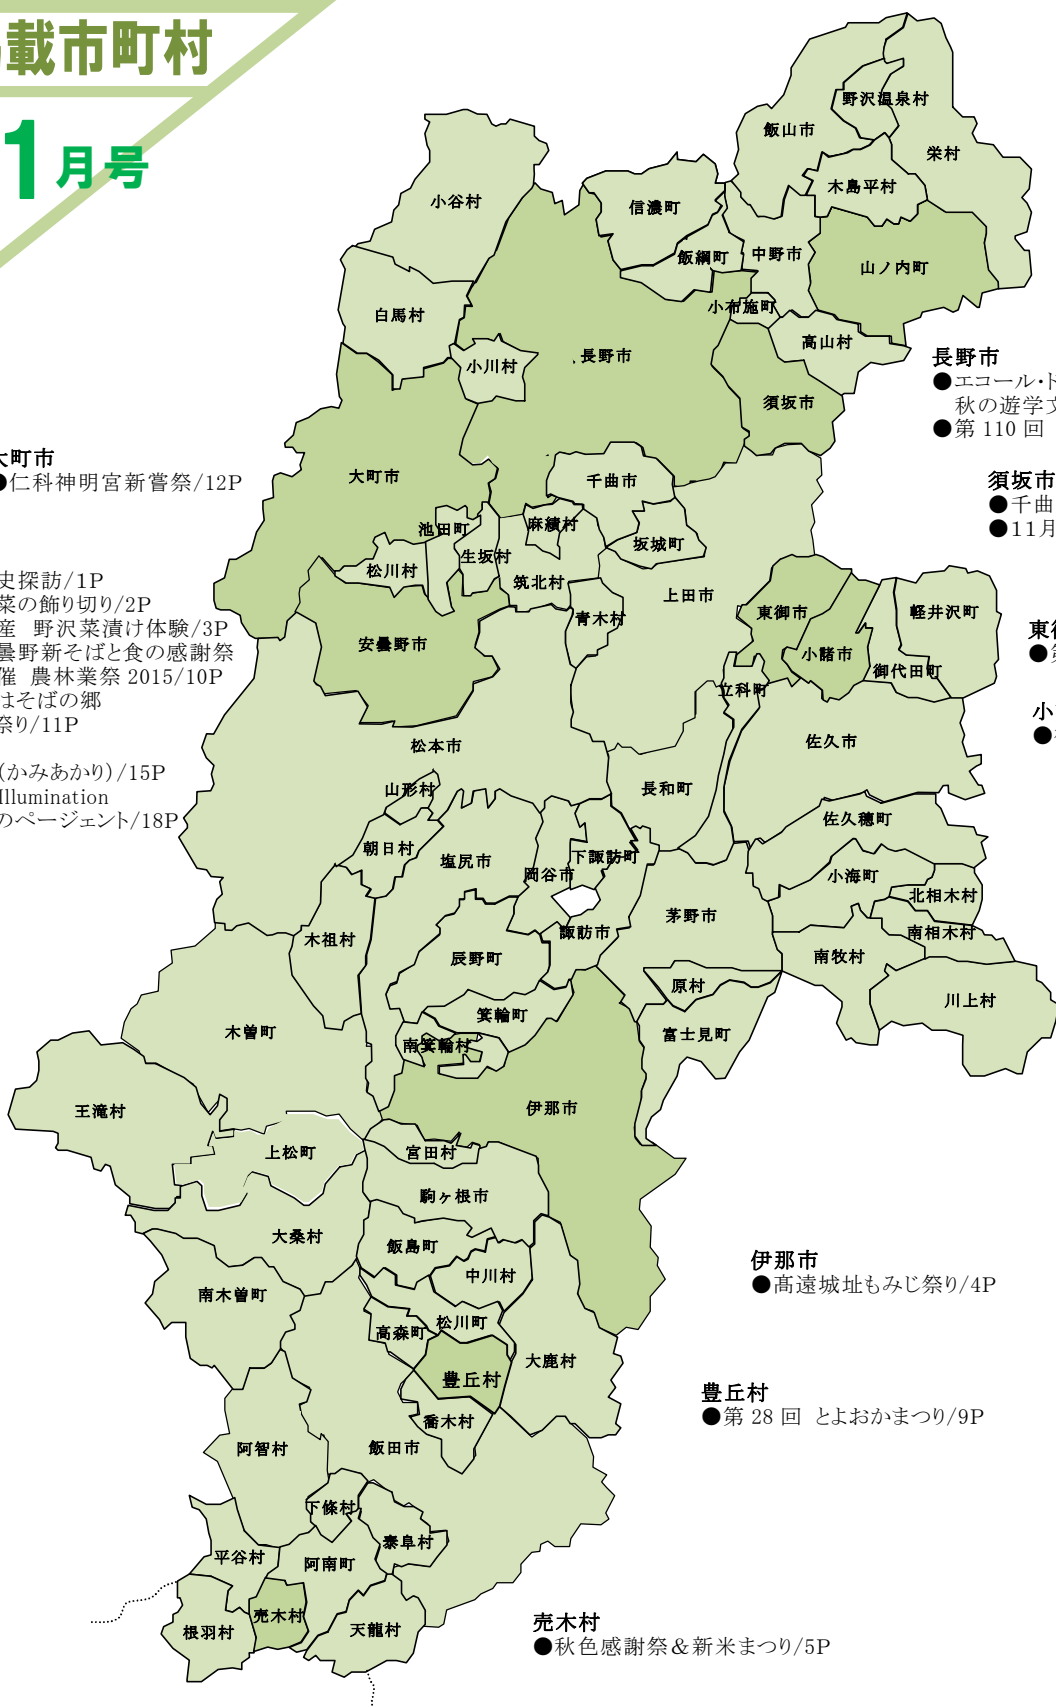 載市町村
1月号
野沢温泉村
飯山市
栄村
木島平村
小谷村
信濃町
飯綱町
中野市
山ノ内町
白馬村
小布施町
高山村
小川村
長野市
須坂市
長野市
●エコール・ド
秋の遊学文
●第110回
大町市
●仁科神明宮新嘗祭/12P
大町市
千曲市
須坂市
●千曲
●11月
池田町
麻績村
坂城町
生坂村
松川村
筑北村
上田市
青木村
史探訪/1P
菜の飾り切り/2P
産 野沢菜漬け体験/3P
曇野新そばと食の感謝祭
催 農林業祭 2015/10P
はそばの郷
祭り/11P
(かみあかり)/15P
Illumination
のページェント/18P
安曇野市
東御市
軽井沢町
小諸市
御代田町
立科町
東御
●第
小
●
松本市
佐久市
山形村
長和町
朝日村
塩尻市
岡谷市
下諏訪町
佐久穂町
小海町
北相木村
木祖村
諏訪市
茅野市
南相木村
辰野町
南牧村
原村
川上村
箕輪町
木曽町
南箕輪村
富士見町
王滝村
伊那市
上松町
宮田村
駒ヶ根市
大桑村
飯島町
中川村
伊那市
●高遠城址もみじ祭り/4P
南木曽町
松川町
高森町
大鹿村
豊丘村
豊丘村
●第28回 とよおかまつり/9P
喬木村
飯田市
阿智村
下條村
泰阜村
平谷村
阿南町
売木村
根羽村
天龍村
売木村
●秋色感謝祭&新米まつり/5P